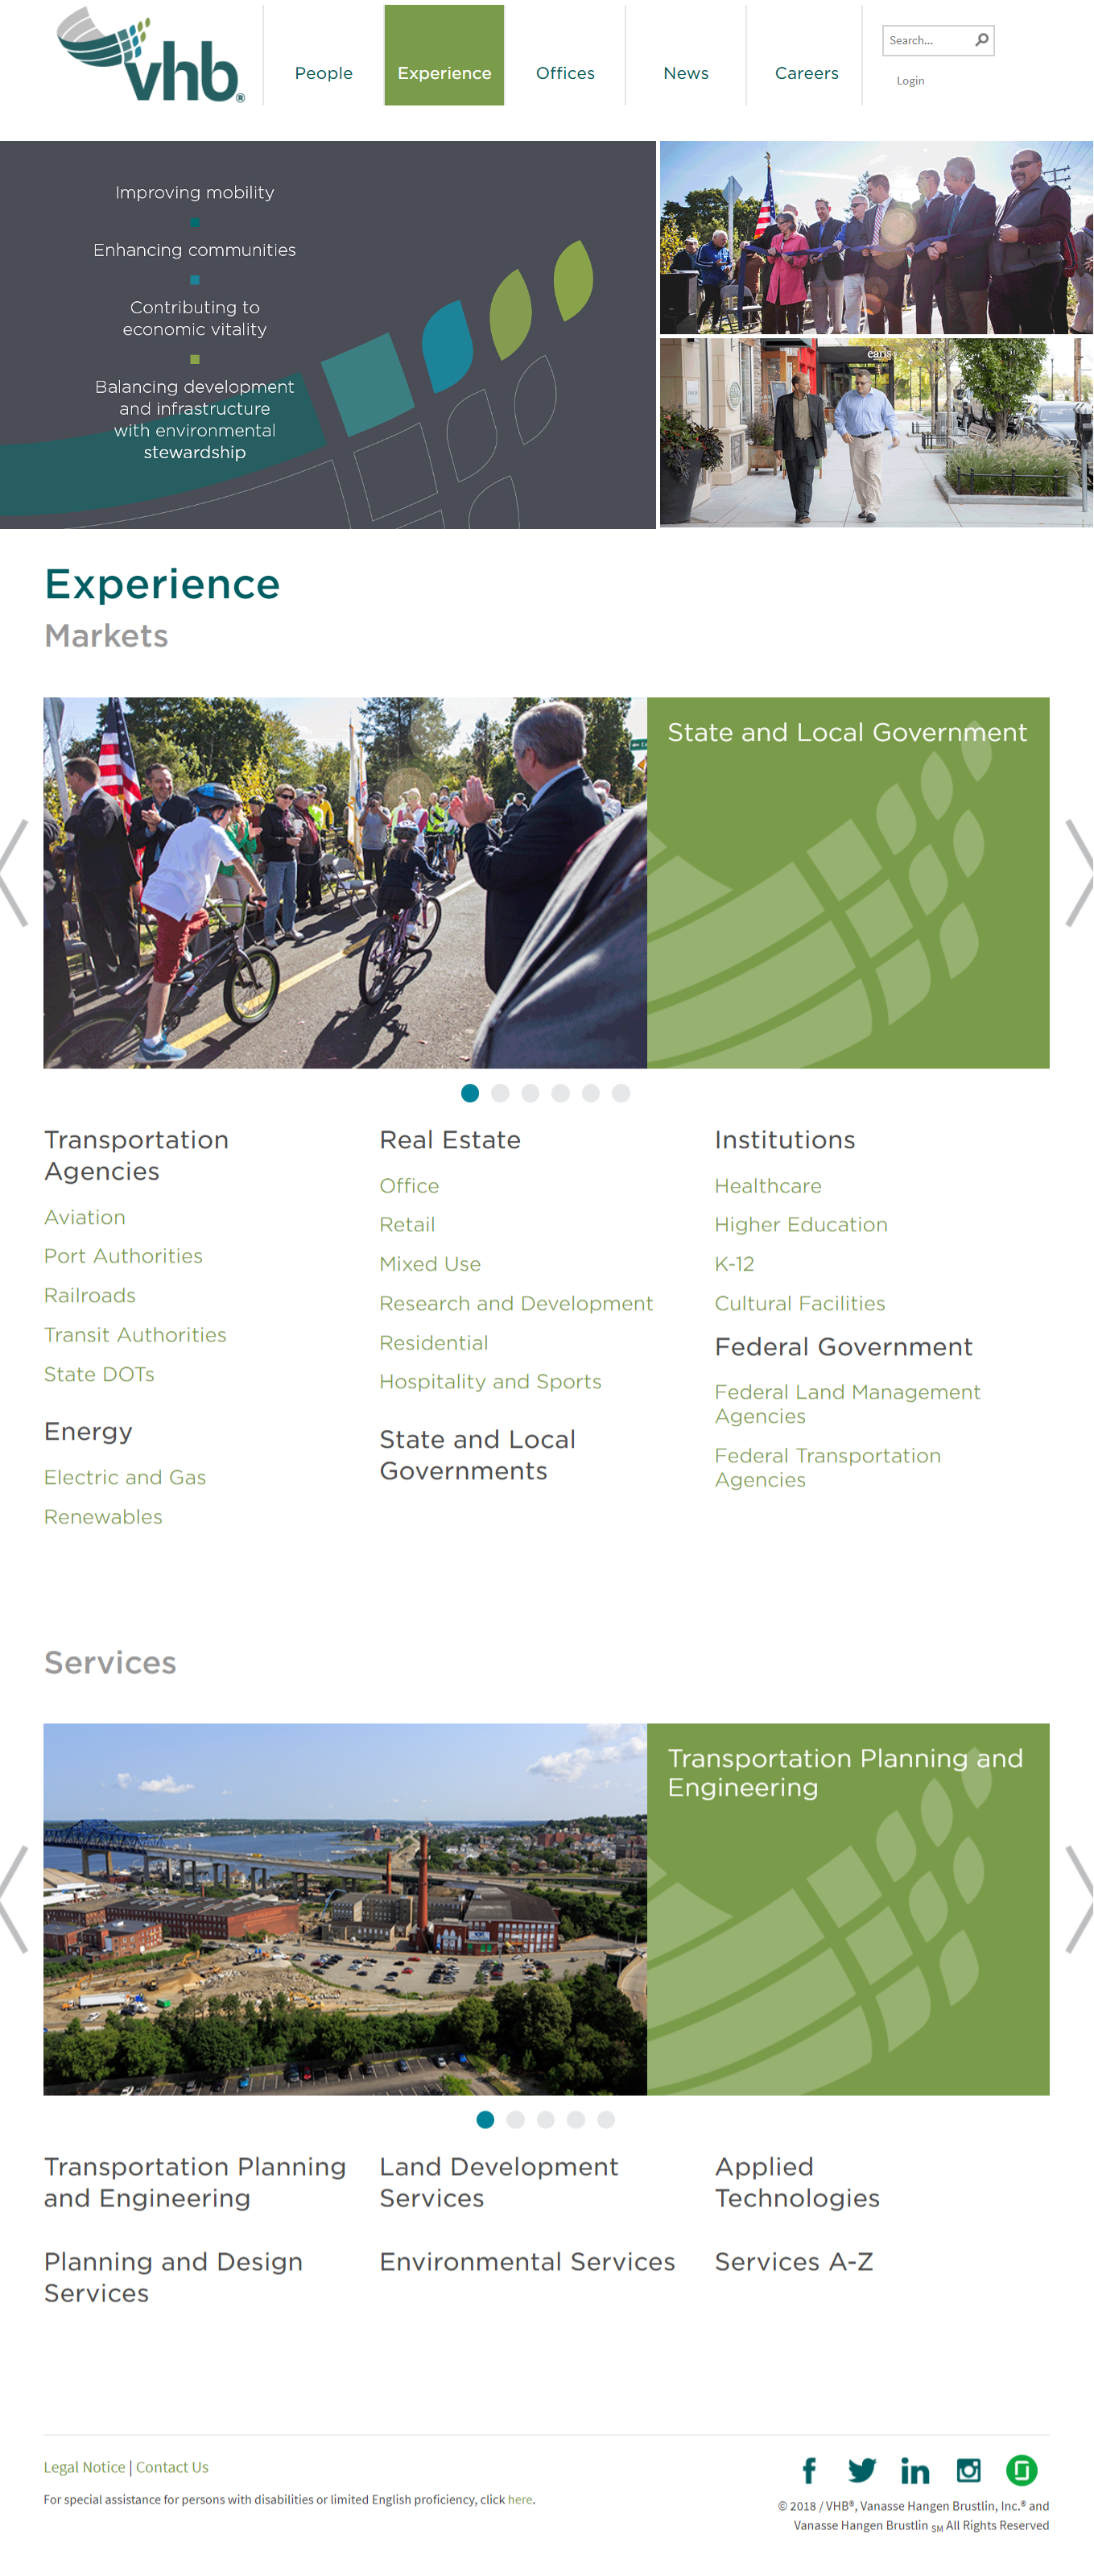 vhb®
People
Experience
Offices
News
Careers
Search...
Login
Improving mobility
Enhancing communities
Contributing to
economic vitality
Balancing development
and infrastructure
with environmental
stewardship
earls
Experience
Markets
State and Local Government
Transportation
Agencies
Aviation
Port Authorities
Railroads
Transit Authorities
State DOTs
Energy
Electric and Gas
Renewables
Real Estate
Office
Retail
Mixed Use
Research and Development
Residential
Hospitality and Sports
State and Local
Governments
Institutions
Healthcare
Higher Education
K-12
Cultural Facilities
Federal Government
Federal Land Management
Agencies
Federal Transportation
Agencies
Services
Transportation Planning and
Engineering
Transportation Planning
and Engineering
Land Development
Services
Applied
Technologies
Planning and Design
Services
Environmental Services
Services A-Z
Legal Notice | Contact Us
For special assistance for persons with disabilities or limited English proficiency, click here.
© 2018 / VHB®, Vanasse Hangen Brustlin, Inc.® and
Vanasse Hangen Brustlin SM All Rights Reserved